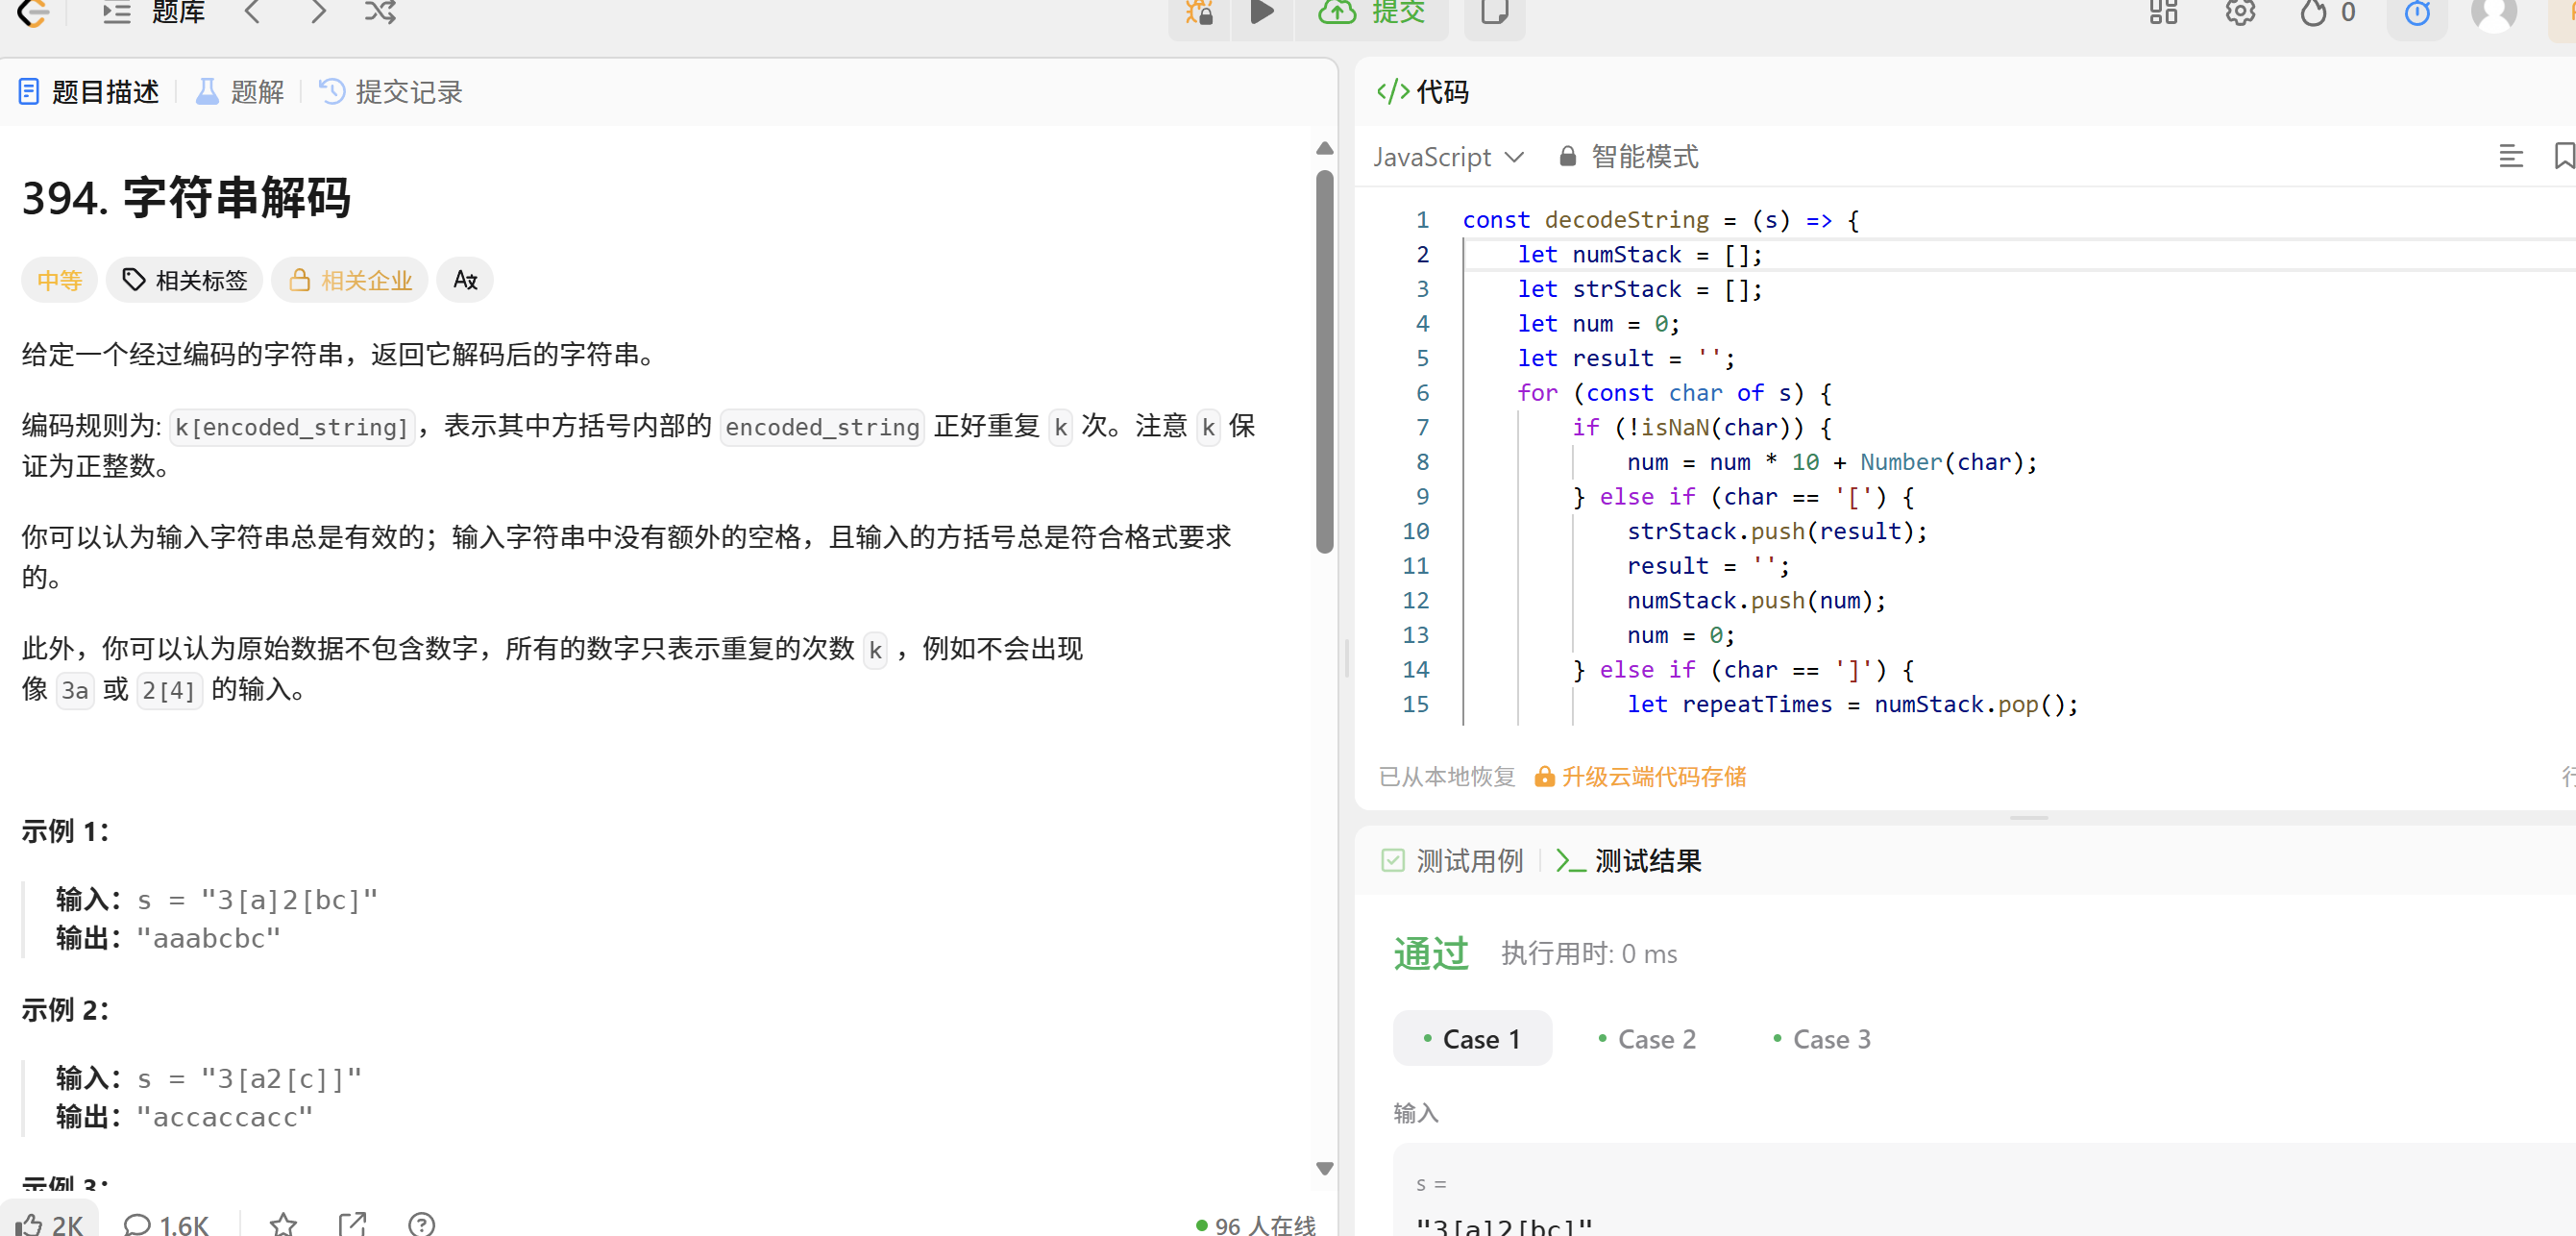 题库
提交
0
题目描述
题解
提交记录
394. 字符串解码
中等
相关标签
相关企业
给定一个经过编码的字符串，返回它解码后的字符串。
编码规则为: k[encoded_string]，表示其中方括号内部的 encoded_string 正好重复 k 次。注意 k 保
证为正整数。
你可以认为输入字符串总是有效的；输入字符串中没有额外的空格，且输入的方括号总是符合格式要求
的。
此外，你可以认为原始数据不包含数字，所有的数字只表示重复的次数 k ，例如不会出现
像 3a 或 2[4] 的输入。
示例 1：
输入：s = "3[a]2[bc]"
输出："aaabcbc"
示例 2：
输入：s = "3[a2[c]]"
输出："accaccacc"
示例 3：
2K
1.6K
96 人在线
代码
JavaScript
智能模式
1 const decodeString = (s) => {
2 let numStack = [];
3 let strStack = [];
4 let num = 0;
5 let result = '';
6 for (const char of s) {
7 if (!isNaN(char)) {
8 num = num * 10 + Number(char);
9 } else if (char == '[') {
10 strStack.push(result);
11 result = '';
12 numStack.push(num);
13 num = 0;
14 } else if (char == ']') {
15 let repeatTimes = numStack.pop();
已从本地恢复
升级云端代码存储
测试用例
测试结果
通过
执行用时: 0 ms
Case 1
Case 2
Case 3
输入
s =
"3[a]2[bc]"